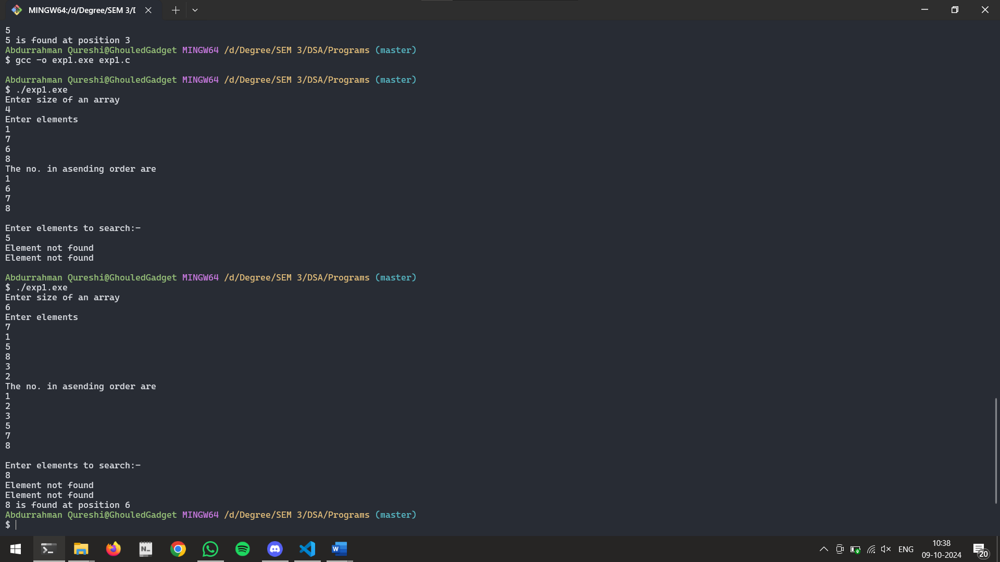 MINGW64:/d/Degree/SEM 3/D
5
5 is found at position 3
Abdurrahman Qureshi@GhouledGadget MINGW64 /d/Degree/SEM 3/DSA/Programs (master)
$ gcc -o exp1.exe exp1.c
Abdurrahman Qureshi@GhouledGadget MINGW64 /d/Degree/SEM 3/DSA/Programs (master)
$ ./exp1.exe
Enter size of an array
4
Enter elements
1
7
6
8
The no. in asending order are
1
6
7
8
Enter elements to search:-
5
Element not found
Element not found
Abdurrahman Qureshi@GhouledGadget MINGW64 /d/Degree/SEM 3/DSA/Programs (master)
$ ./exp1.exe
Enter size of an array
6
Enter elements
7
1
5
8
3
2
The no. in asending order are
1
2
3
5
7
8
Enter elements to search:-
8
Element not found
Element not found
8 is found at position 6
Abdurrahman Qureshi@GhouledGadget MINGW64 /d/Degree/SEM 3/DSA/Programs (master)
$
ENG
10:38
09-10-2024
20